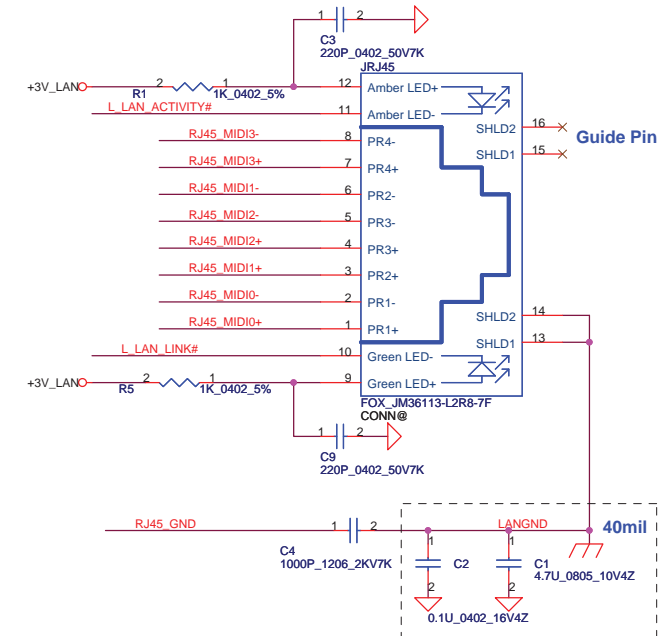 1 2
C3
220P_0402_50V7K
JRJ45
+3V_LAN 2 1 12 Amber LED+
R1 1K_0402_5%
L_LAN_ACTIVITY# 11 Amber LED-
RJ45_MIDI3- 8 PR4-
RJ45_MIDI3+ 7 PR4+
RJ45_MIDI1- 6 PR2-
RJ45_MIDI2- 5 PR3-
RJ45_MIDI2+ 4 PR3+
RJ45_MIDI1+ 3 PR2+
RJ45_MIDI0- 2 PR1-
RJ45_MIDI0+ 1 PR1+
L_LAN_LINK# 10 Green LED-
+3V_LAN 2 1 9 Green LED+
R5 1K_0402_5%
SHLD2 16
Guide Pin
SHLD1 15
SHLD2 14
SHLD1 13
FOX_JM36113-L2R8-7F
CONN@
1 2
C9
220P_0402_50V7K
RJ45_GND 1 2 LANGND 40mil
C4
1000P_1206_2KV7K
1 1
C2 C1
4.7U_0805_10V4Z
2 2
0.1U_0402_16V4Z